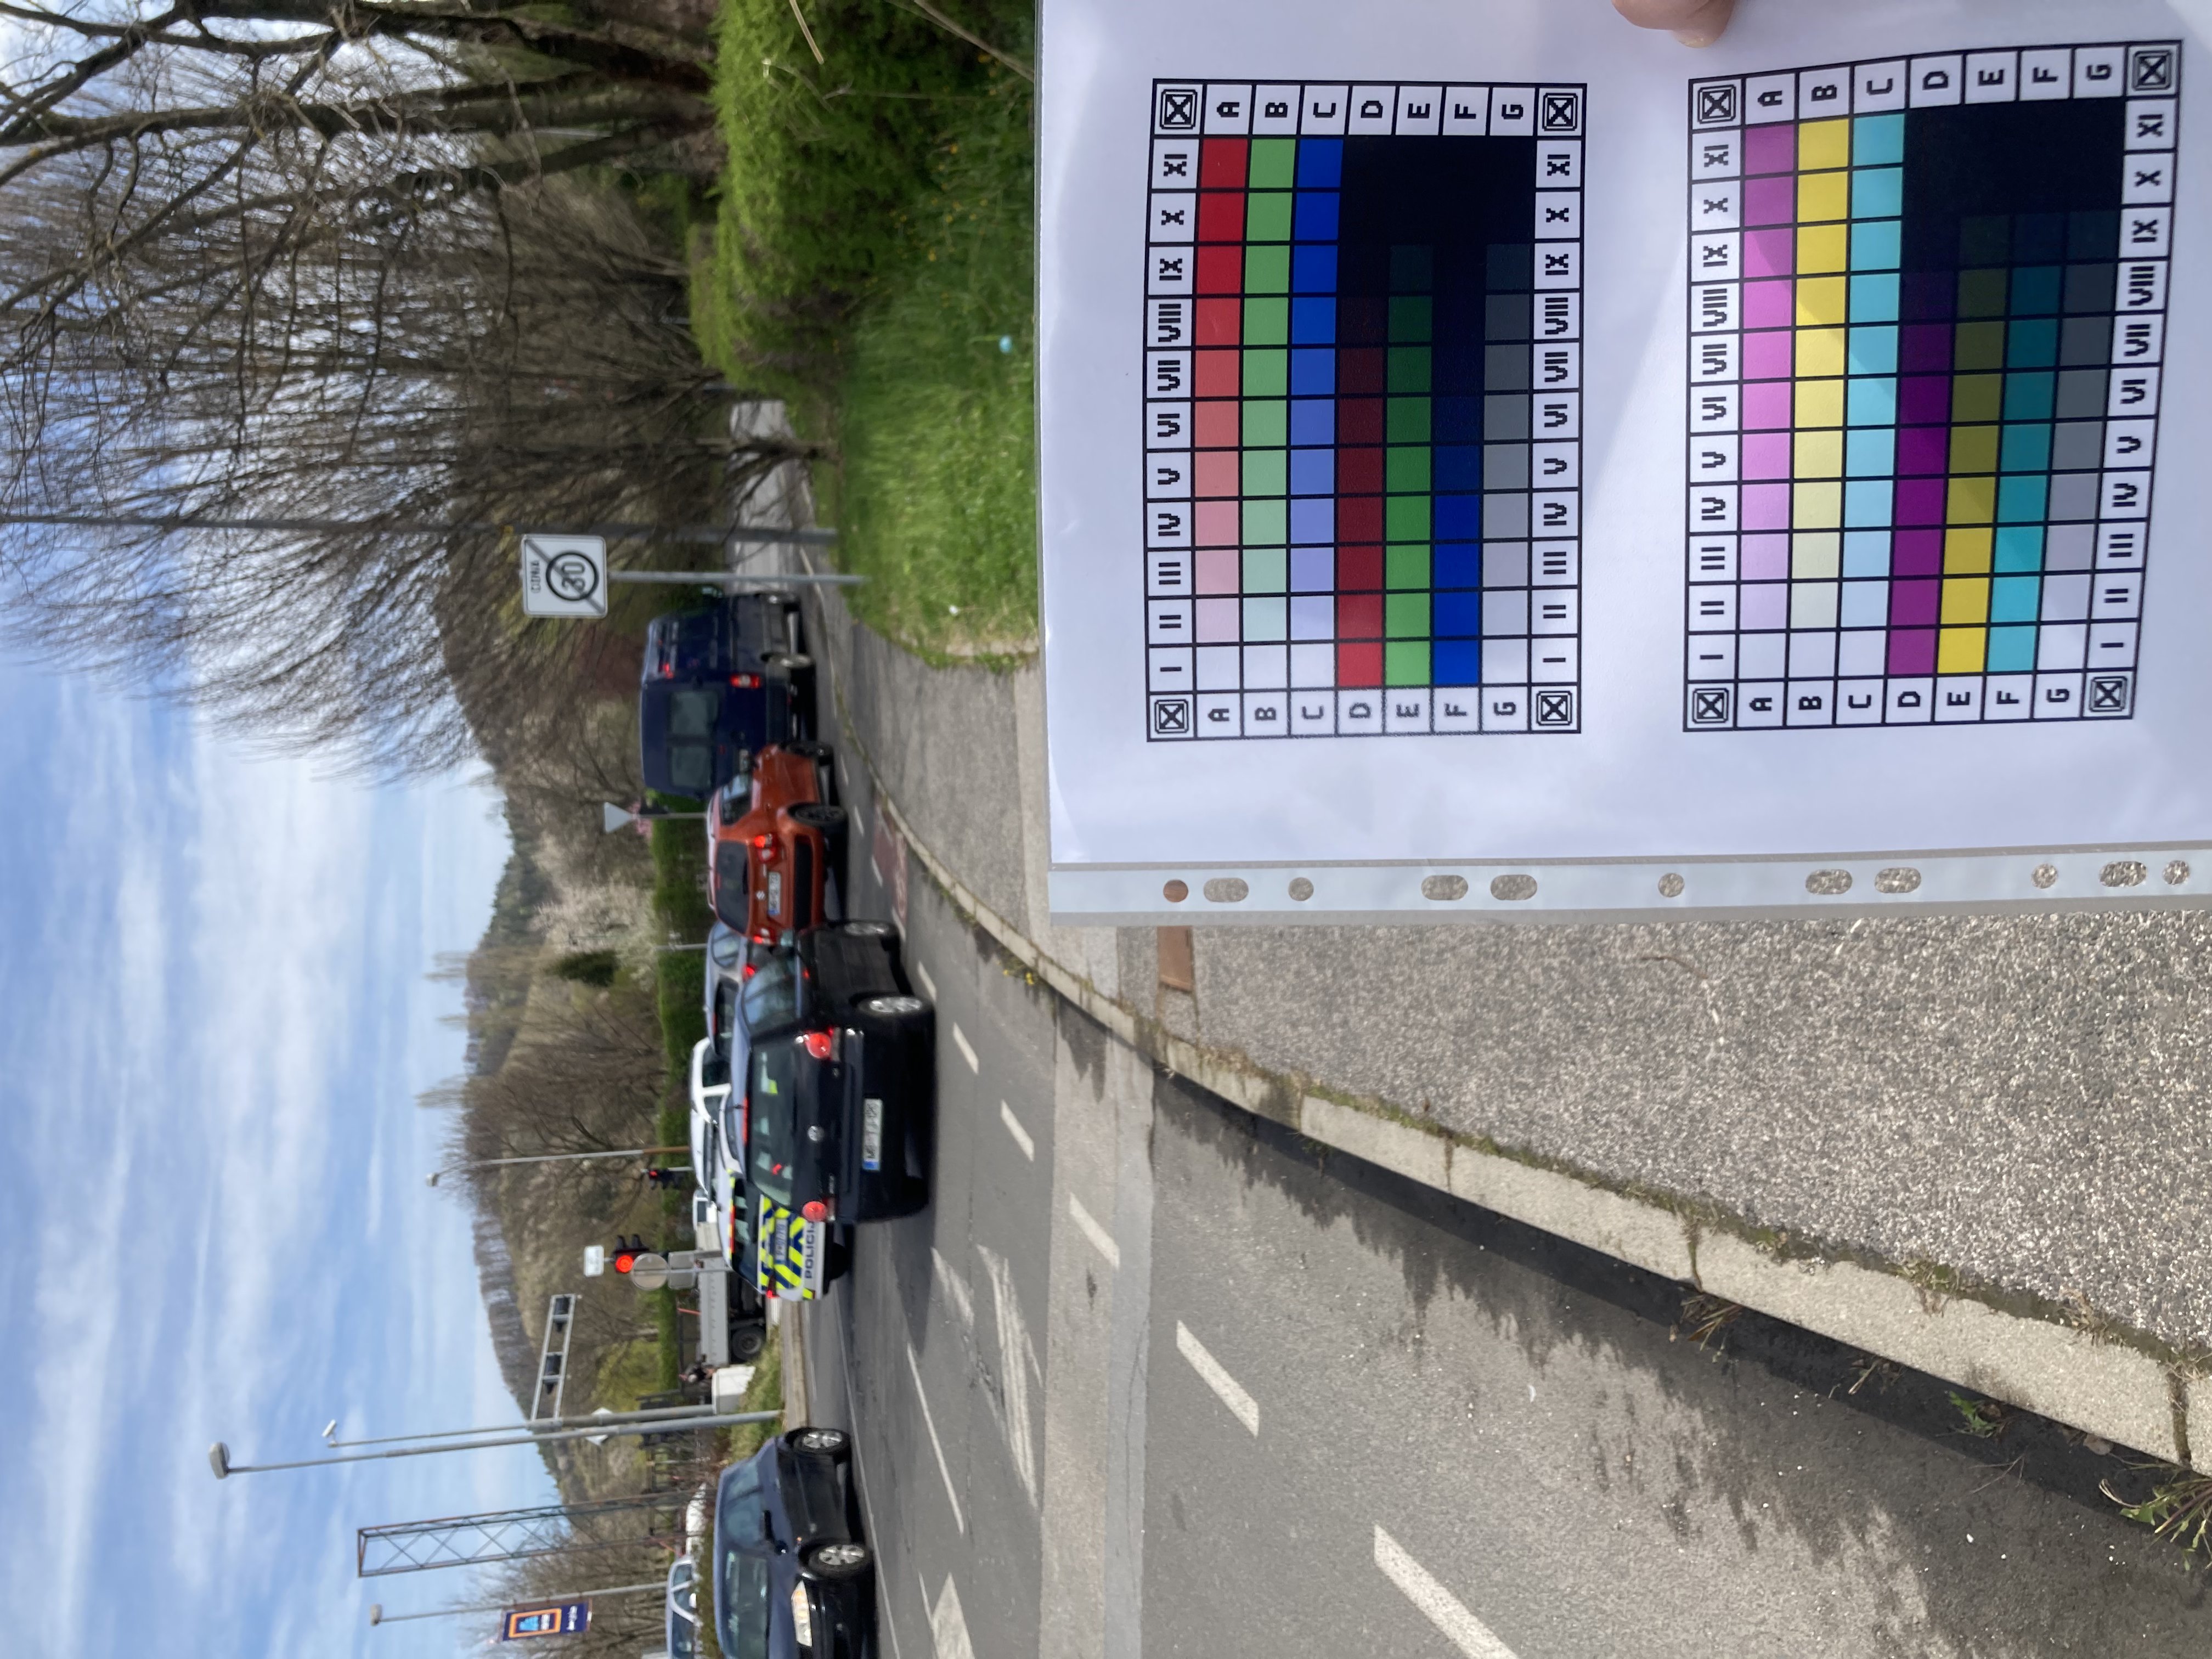 CONA
30
POLICIJ
I II III IV V VI VII VIII IX X XI
A A
B B
C C
D D
E E
F F
G G
I II III IV V VI VII VIII IX X XI
I II III IV V VI VII VIII IX X XI
A A
B B
C C
D D
E E
F F
G G
I II III IV V VI VII VIII IX X XI